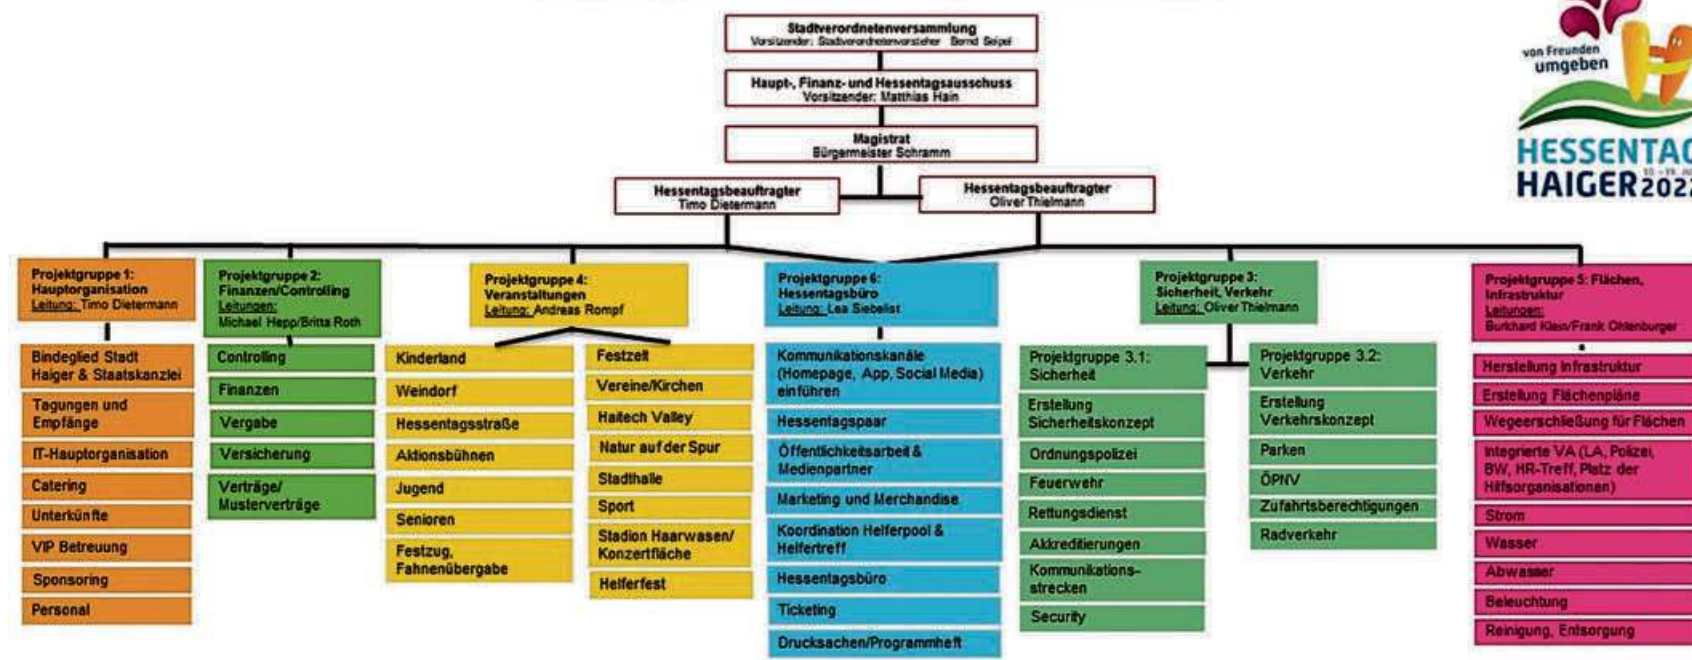 Stadtverordnetenversammlung
Vorsitzender: Stadtverordnetenvorsteher Bernd Seipel
Haupt-, Finanz- und Hessentagsausschuss
Vorsitzender: Matthias Hain
Magistrat
Bürgermeister Schramm
Hessentagsbeauftragter
Timo Dietermann
Hessentagsbeauftragter
Oliver Thielmann
von Freunden
umgeben
HESSENTAG
HAIGER 2022
Projektgruppe 1:
Hauptorganisation
Leitung: Timo Dietermann
Bindeglied Stadt
Haiger & Staatskanzlei
Tagungen und
Empfänge
IT-Hauptorganisation
Catering
Unterkünfte
VIP Betreuung
Sponsoring
Personal
Projektgruppe 2:
Finanzen/Controlling
Leitungen:
Michael Hepp/Britta Roth
Controlling
Finanzen
Vergabe
Versicherung
Verträge/
Musterverträge
Projektgruppe 4:
Veranstaltungen
Leitung: Andreas Rompf
Kinderland
Weindorf
Hessentagsstraße
Aktionsbühnen
Jugend
Senioren
Festzug,
Fahnenübergabe
Festzelt
Vereine/Kirchen
Haitech Valley
Natur auf der Spur
Stadthalle
Sport
Stadion Haarwasen/
Konzertfläche
Helferfest
Projektgruppe 6:
Hessentagsbüro
Leitung: Lea Siebelist
Kommunikationskanäle
(Homepage, App, Social Media)
einführen
Hessentagspaar
Öffentlichkeitsarbeit &
Medienpartner
Marketing und Merchandise
Koordination Helferpool &
Helfertreff
Hessentagsbüro
Ticketing
Drucksachen/Programmheft
Projektgruppe 3:
Sicherheit, Verkehr
Leitung: Oliver Thielmann
Projektgruppe 3.1:
Sicherheit
Erstellung
Sicherheitskonzept
Ordnungspolizei
Feuerwehr
Rettungsdienst
Akkreditierungen
Kommunikations-
strecken
Security
Projektgruppe 3.2:
Verkehr
Erstellung
Verkehrskonzept
Parken
ÖPNV
Zufahrtsberechtigungen
Radverkehr
Projektgruppe 5: Flächen,
Infrastruktur
Leitungen:
Burkhard Klein/Frank Ohlenburger
Herstellung Infrastruktur
Erstellung Flächenpläne
Wegeerschließung für Flächen
Integrierte VA (LA, Polizei,
BW, HR-Treff, Platz der
Hilfsorganisationen)
Strom
Wasser
Abwasser
Beleuchtung
Reinigung, Entsorgung